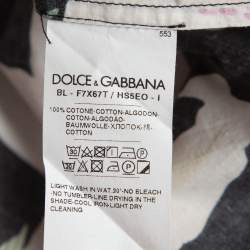 553
DOLCE & GABBANA
BL - F7X67T / HS5EO - I
100% COTONE-COTTON-ALGODON-
COTON-ALGODÃO-
BAUMWOLLE-ХЛОПОК-棉-
COTTON
LIGHT WASH IN WAT.30°-NO BLEACH
-NO TUMBLER-LINE DRYING IN THE
SHADE-COOL IRON-LIGHT DRY
CLEANING